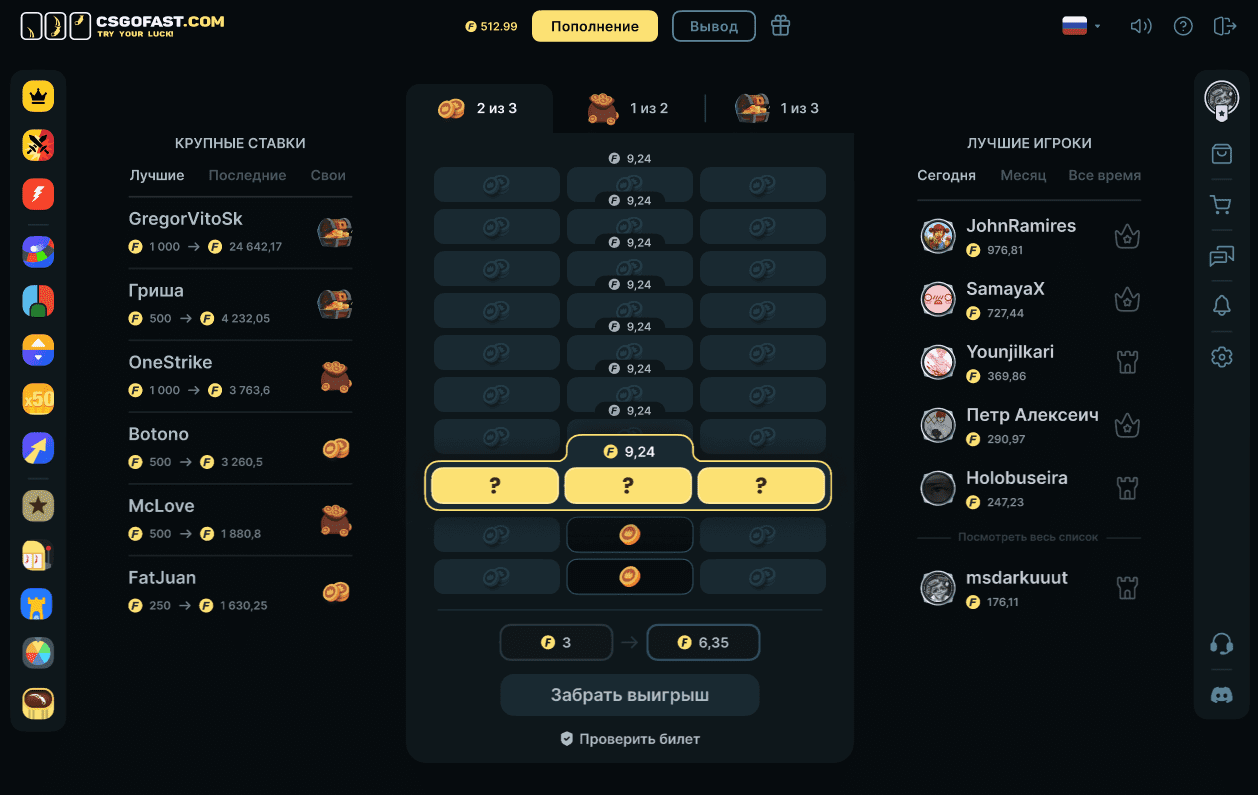 CSGOFAST.COM
TRY YOUR LUCK!
F 512.99
Пополнение
Вывод
2 из 3
1 из 2
1 из 3
КРУПНЫЕ СТАВКИ
Лучшие Последние Свои
GregorVitoSk
F 1 000 → F 24 642,17
Гриша
F 500 → F 4 232,05
OneStrike
F 1 000 → F 3 763,6
Botono
F 500 → F 3 260,5
McLove
F 500 → F 1 880,8
FatJuan
F 250 → F 1 630,25
x50
F 9,24
F 9,24
F 9,24
F 9,24
F 9,24
F 9,24
F 9,24
F 9,24
? ? ?
F 3 → F 6,35
Забрать выигрыш
Проверить билет
ЛУЧШИЕ ИГРОКИ
Сегодня Месяц Все время
JohnRamires
F 976,81
SamayaX
F 727,44
YounjiIkari
F 369,86
Петр Алексеич
F 290,97
Holobuseira
F 247,23
Посмотреть весь список
msdarkuuut
F 176,11